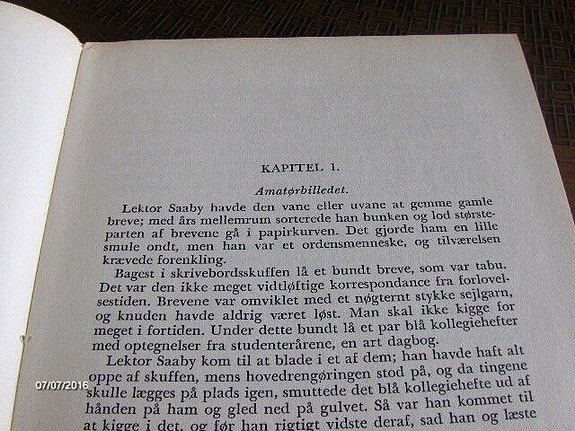 KAPITEL 1.
Amatørbilledet.
Lektor Saaby havde den vane eller uvane at gemme gamle
breve; med års mellemrum sorterede han bunken og lod største-
parten af brevene gå i papirkurven. Det gjorde ham en lille
smule ondt, men han var et ordensmenneske, og tilværelsen
krævede forenkling.
Bagest i skrivebordsskuffen lå et bundt breve, som var tabu.
Det var den ikke meget vidtløftige korrespondance fra forlovel-
sestiden. Brevene var omviklet med et nøgternt stykke sejlgarn,
og knuden havde aldrig været løst. Man skal ikke kigge for
meget i fortiden. Under dette bundt lå et par blå kollegiehefter
med optegnelser fra studenterårene, en art dagbog.
Lektor Saaby kom til at blade i et af dem; han havde haft alt
oppe af skuffen, mens hovedrengøringen stod på, og da tingene
skulle lægges på plads igen, smuttede det blå kollegiehefte ud af
hånden på ham og gled ned på gulvet. Så var han kommet til
at kigge i det, og før han rigtigt vidste deraf, sad han og læste
07/07/2016